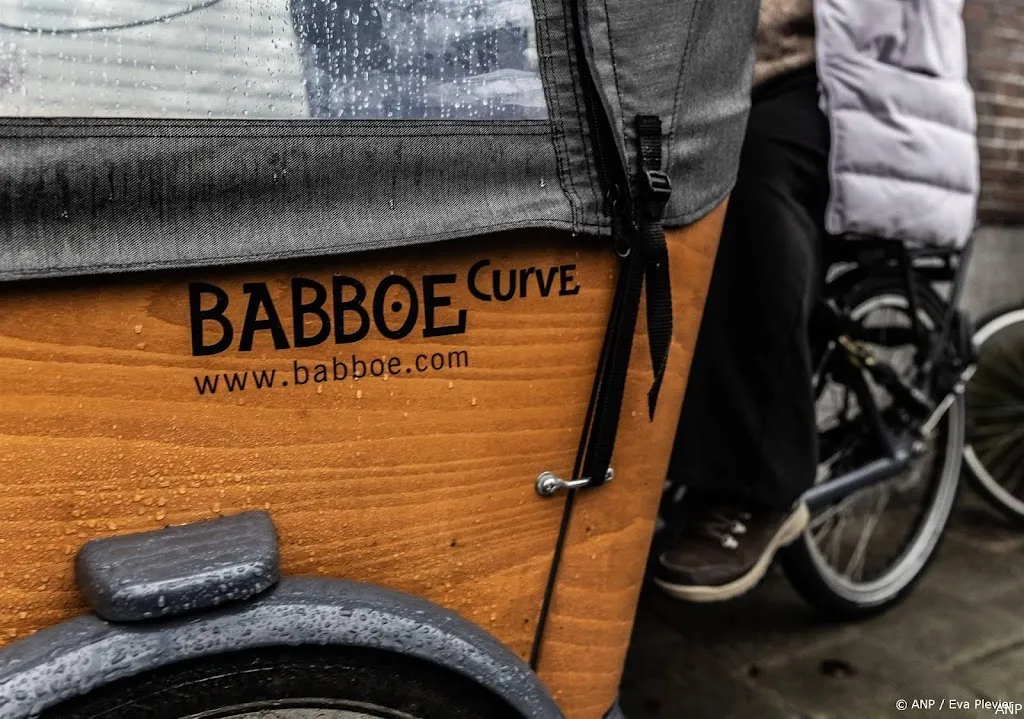 BABBOE Curve
www.babboe.com
© ANP / Eva Plevier
ANP